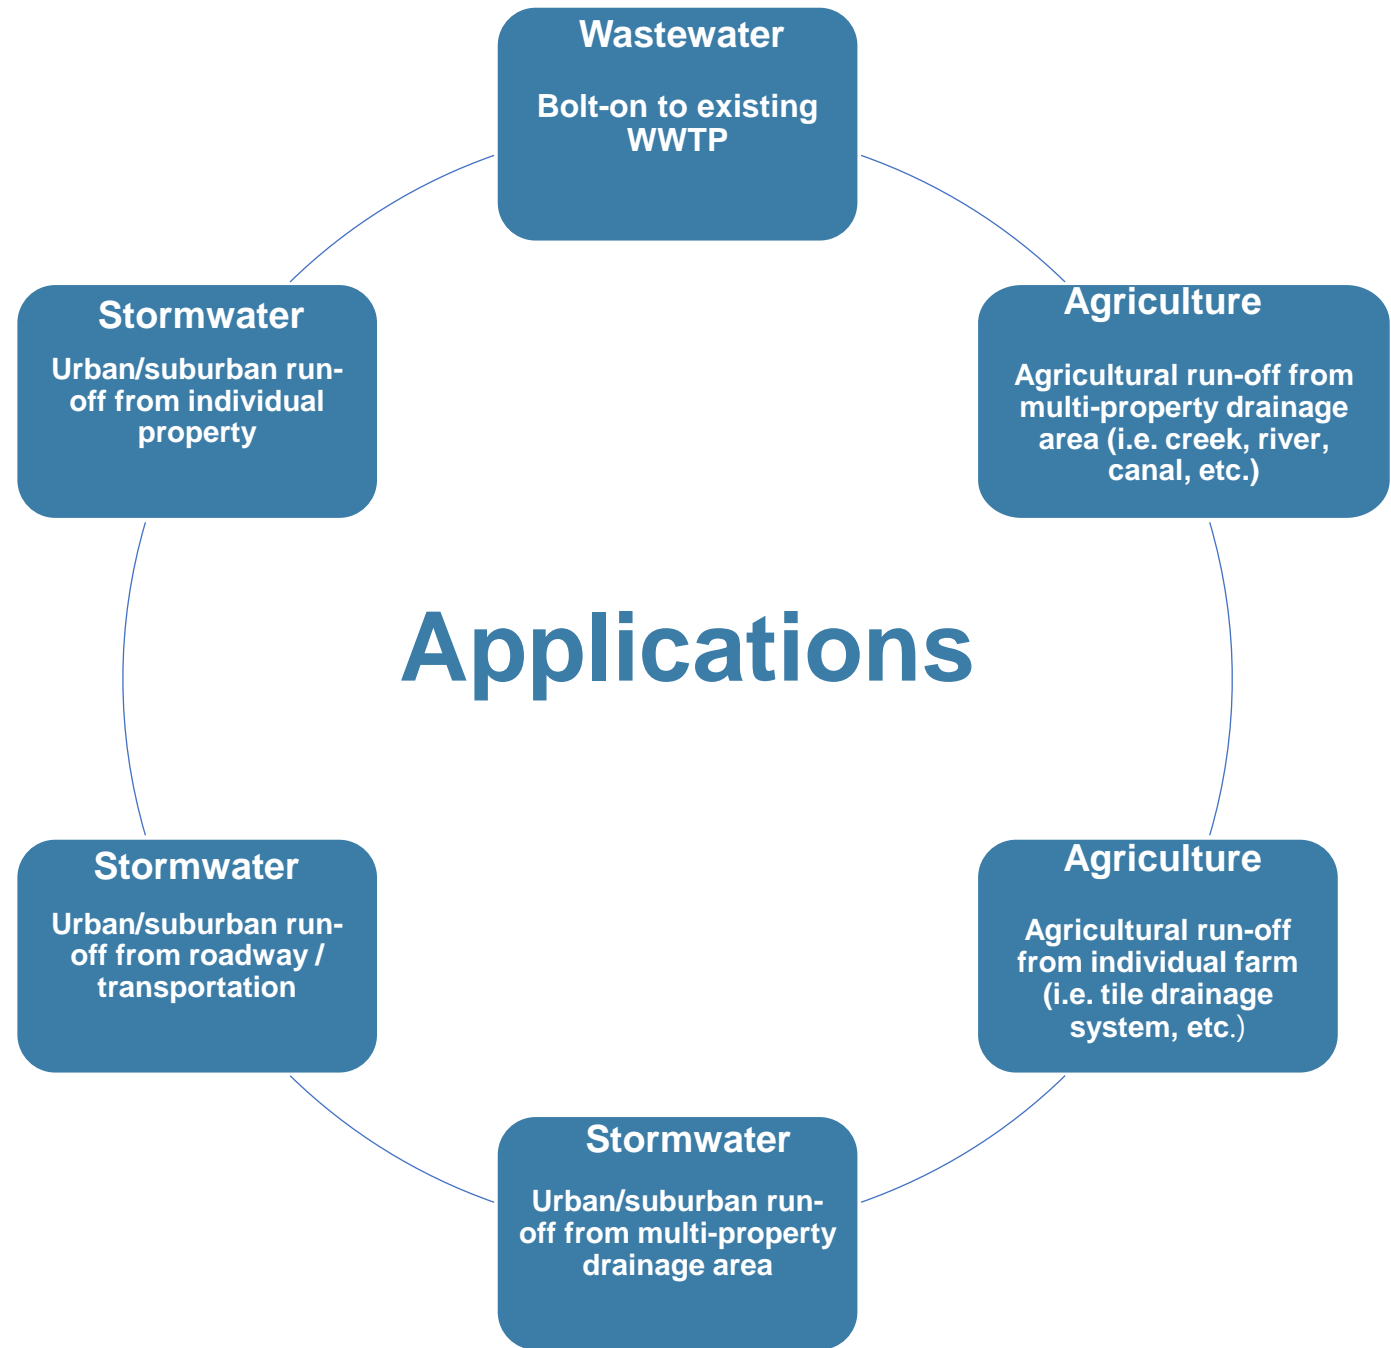 Wastewater
Bolt-on to existing
WWTP
Agriculture
Agricultural run-off from
multi-property drainage
area (i.e. creek, river,
canal, etc.)
Agriculture
Agricultural run-off
from individual farm
(i.e. tile drainage
system, etc.)
Stormwater
Urban/suburban run-
off from multi-property
drainage area
Stormwater
Urban/suburban run-
off from roadway /
transportation
Stormwater
Urban/suburban run-
off from individual
property
Applications